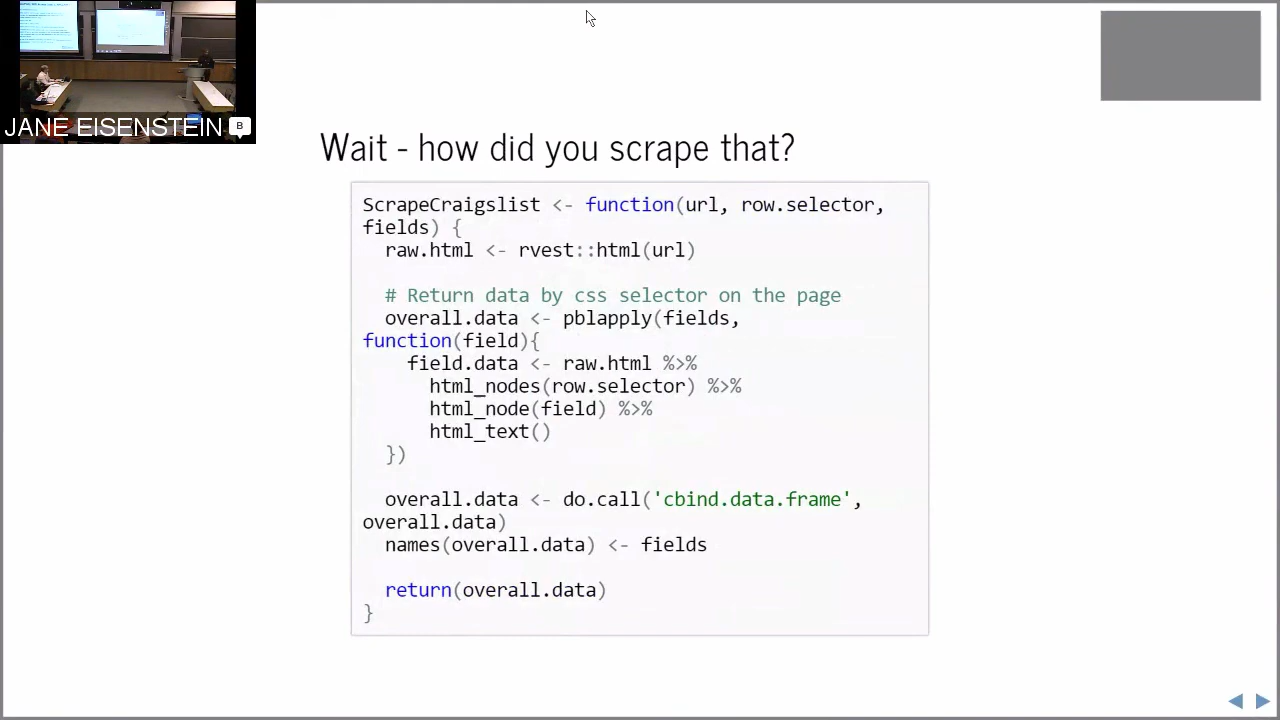 JANE EISENSTEIN B
Wait - how did you scrape that?
ScrapeCraigslist <- function(url, row.selector,
fields) {
raw.html <- rvest::html(url)
# Return data by css selector on the page
overall.data <- pblapply(fields,
function(field){
field.data <- raw.html %>%
html_nodes(row.selector) %>%
html_node(field) %>%
html_text()
})
overall.data <- do.call('cbind.data.frame',
overall.data)
names(overall.data) <- fields
return(overall.data)
}